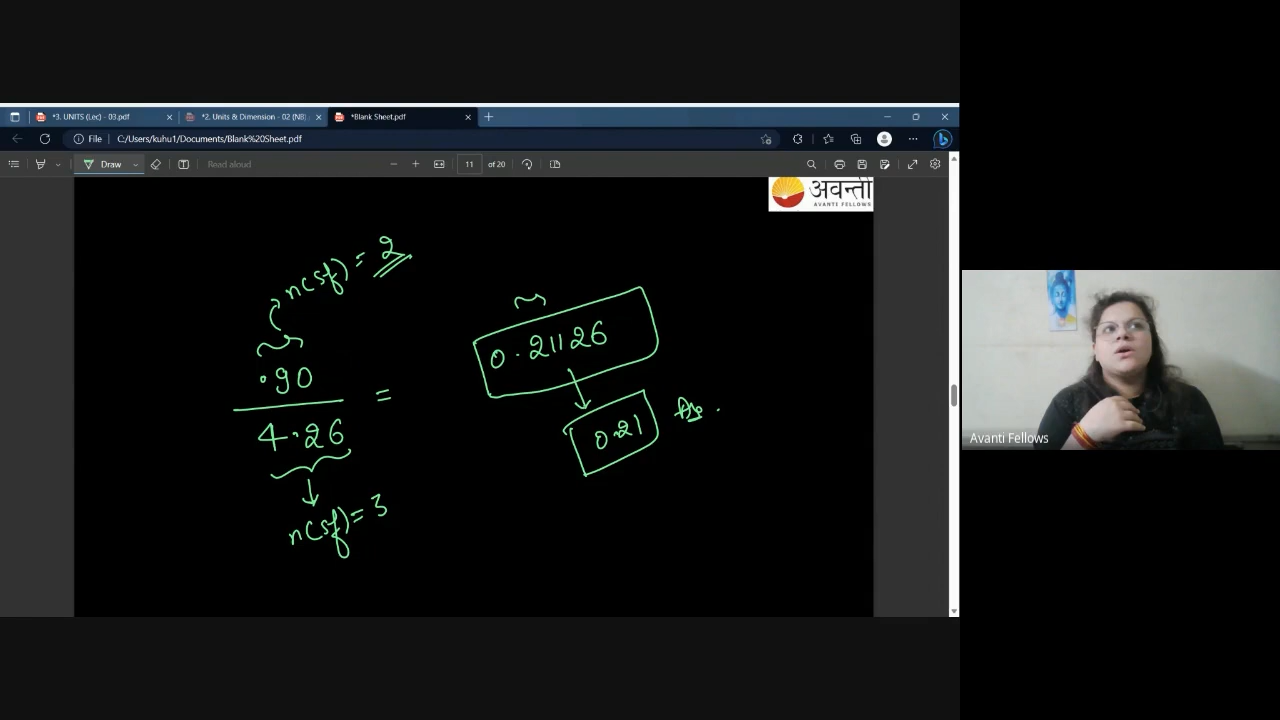 *3. UNITS (Lec) - 03.pdf
*2. Units & Dimension - 02 (NB)
*Blank Sheet.pdf
File
C:/Users/kuhu1/Documents/Blank%20Sheet.pdf
Draw
Read aloud
11
of 20
अवन्ती
AVANTI FELLOWS
n(sf) = 2
.90
4.26
=
n(sf) = 3
0.21126
0.21
Avanti Fellows